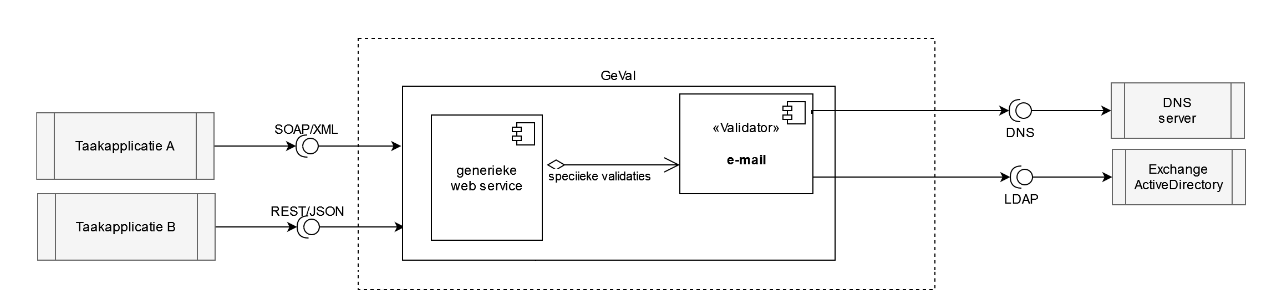 GeVal
Taakapplicatie A
SOAP/XML
Taakapplicatie B
REST/JSON
generieke
web service
speciieke validaties
«Validator»
e-mail
DNS
LDAP
DNS
server
Exchange
ActiveDirectory